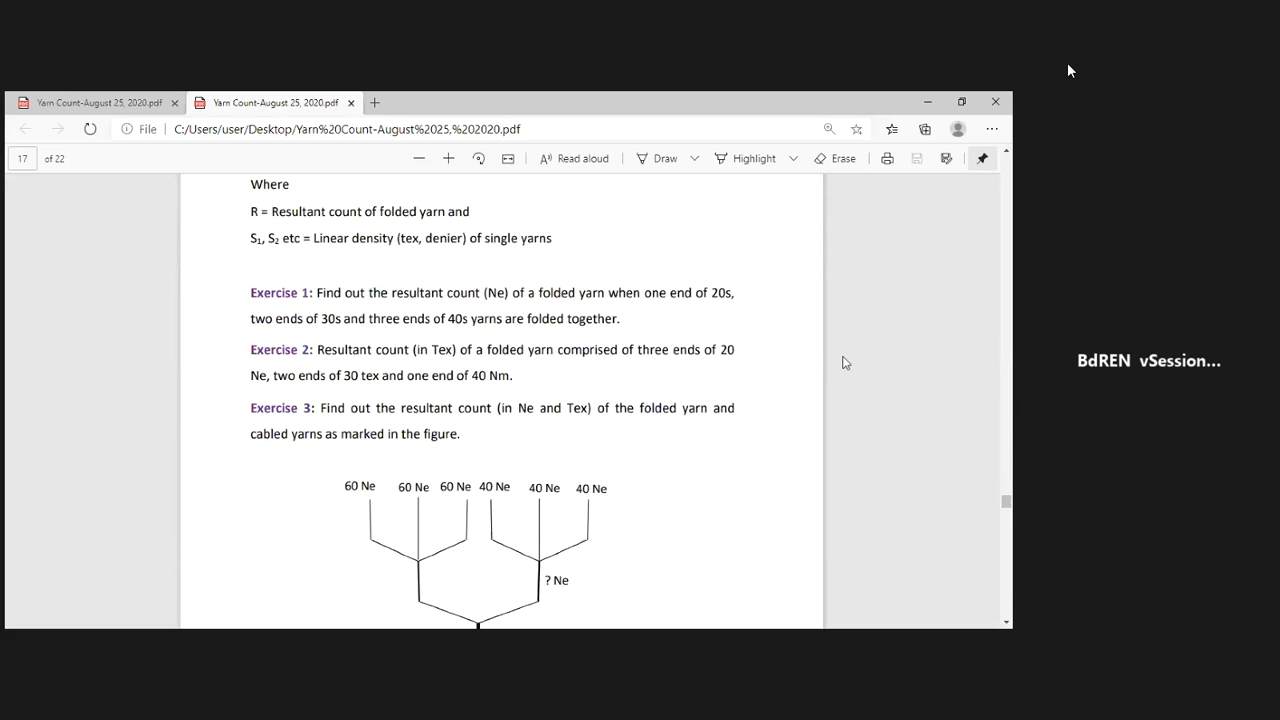 Yarn Count-August 25, 2020.pdf
Yarn Count-August 25, 2020.pdf
File
C:/Users/user/Desktop/Yarn%20Count-August%2025,%202020.pdf
17 of 22
Read aloud
Draw
Highlight
Erase
Where
R = Resultant count of folded yarn and
S₁, S₂ etc = Linear density (tex, denier) of single yarns
Exercise 1: Find out the resultant count (Ne) of a folded yarn when one end of 20s,
two ends of 30s and three ends of 40s yarns are folded together.
Exercise 2: Resultant count (in Tex) of a folded yarn comprised of three ends of 20
Ne, two ends of 30 tex and one end of 40 Nm.
Exercise 3: Find out the resultant count (in Ne and Tex) of the folded yarn and
cabled yarns as marked in the figure.
60 Ne 60 Ne 60 Ne 40 Ne 40 Ne 40 Ne
? Ne
BdREN vSession...